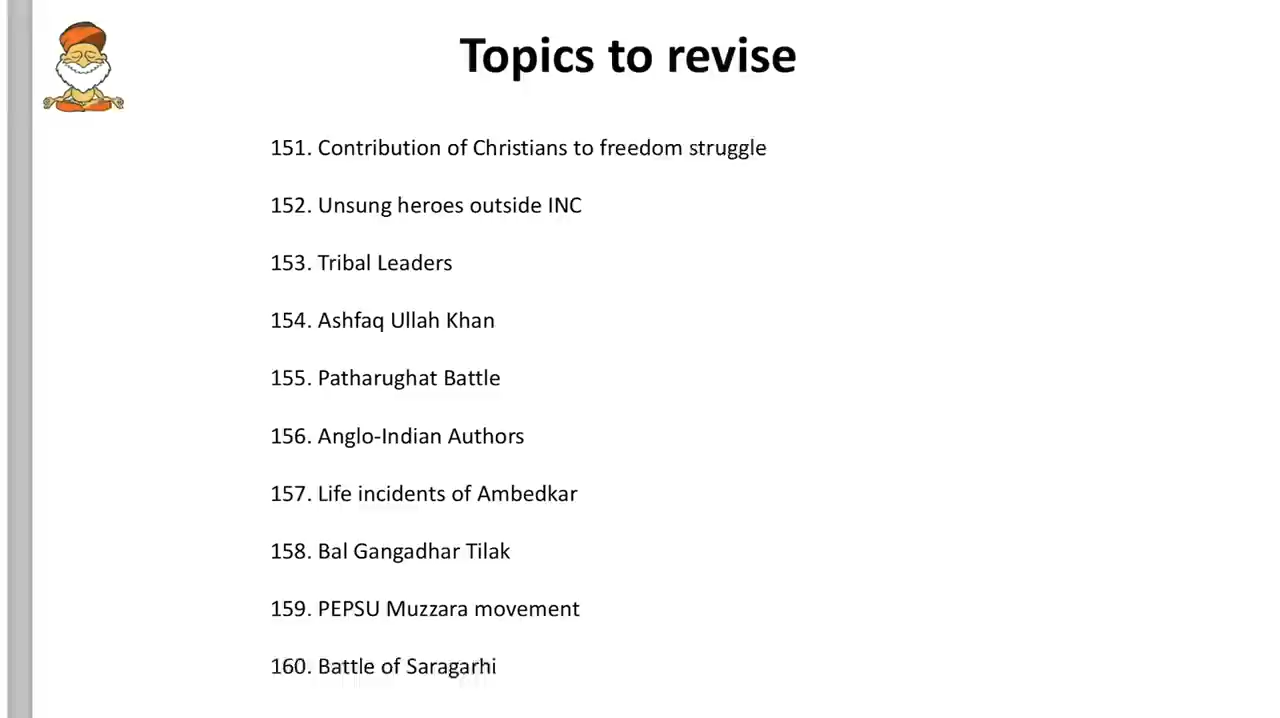 Topics to revise
151. Contribution of Christians to freedom struggle
152. Unsung heroes outside INC
153. Tribal Leaders
154. Ashfaq Ullah Khan
155. Patharughat Battle
156. Anglo-Indian Authors
157. Life incidents of Ambedkar
158. Bal Gangadhar Tilak
159. PEPSU Muzzara movement
160. Battle of Saragarhi